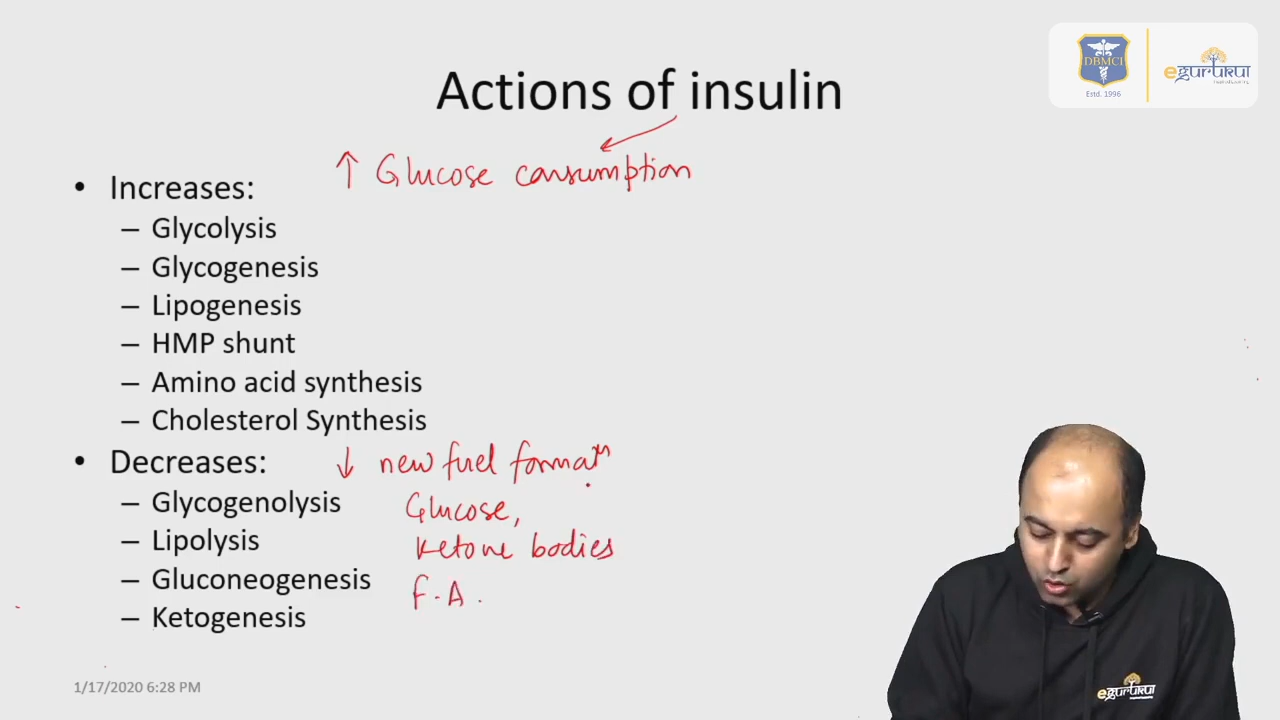 DBMCI
Estd. 1996
egurukul
Actions of insulin
↑ Glucose consumption
• Increases:
– Glycolysis
– Glycogenesis
– Lipogenesis
– HMP shunt
– Amino acid synthesis
– Cholesterol Synthesis
• Decreases: ↓ new fuel formaⁿ
– Glycogenolysis Glucose,
– Lipolysis Ketone bodies
– Gluconeogenesis F.A.
– Ketogenesis
1/17/2020 6:28 PM
egurukul